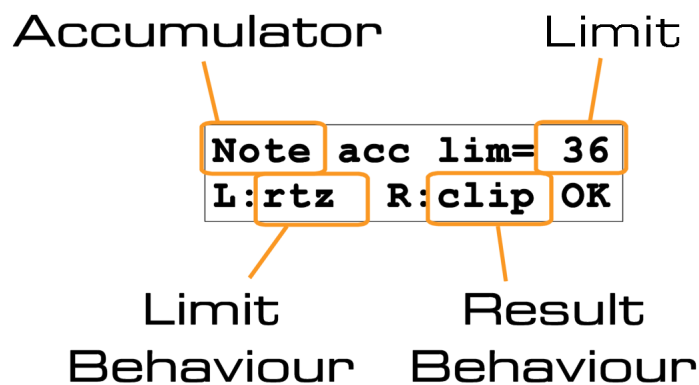 Accumulator Limit
Note acc lim= 36
L:rtz R:clip OK
Limit Behaviour
Result Behaviour